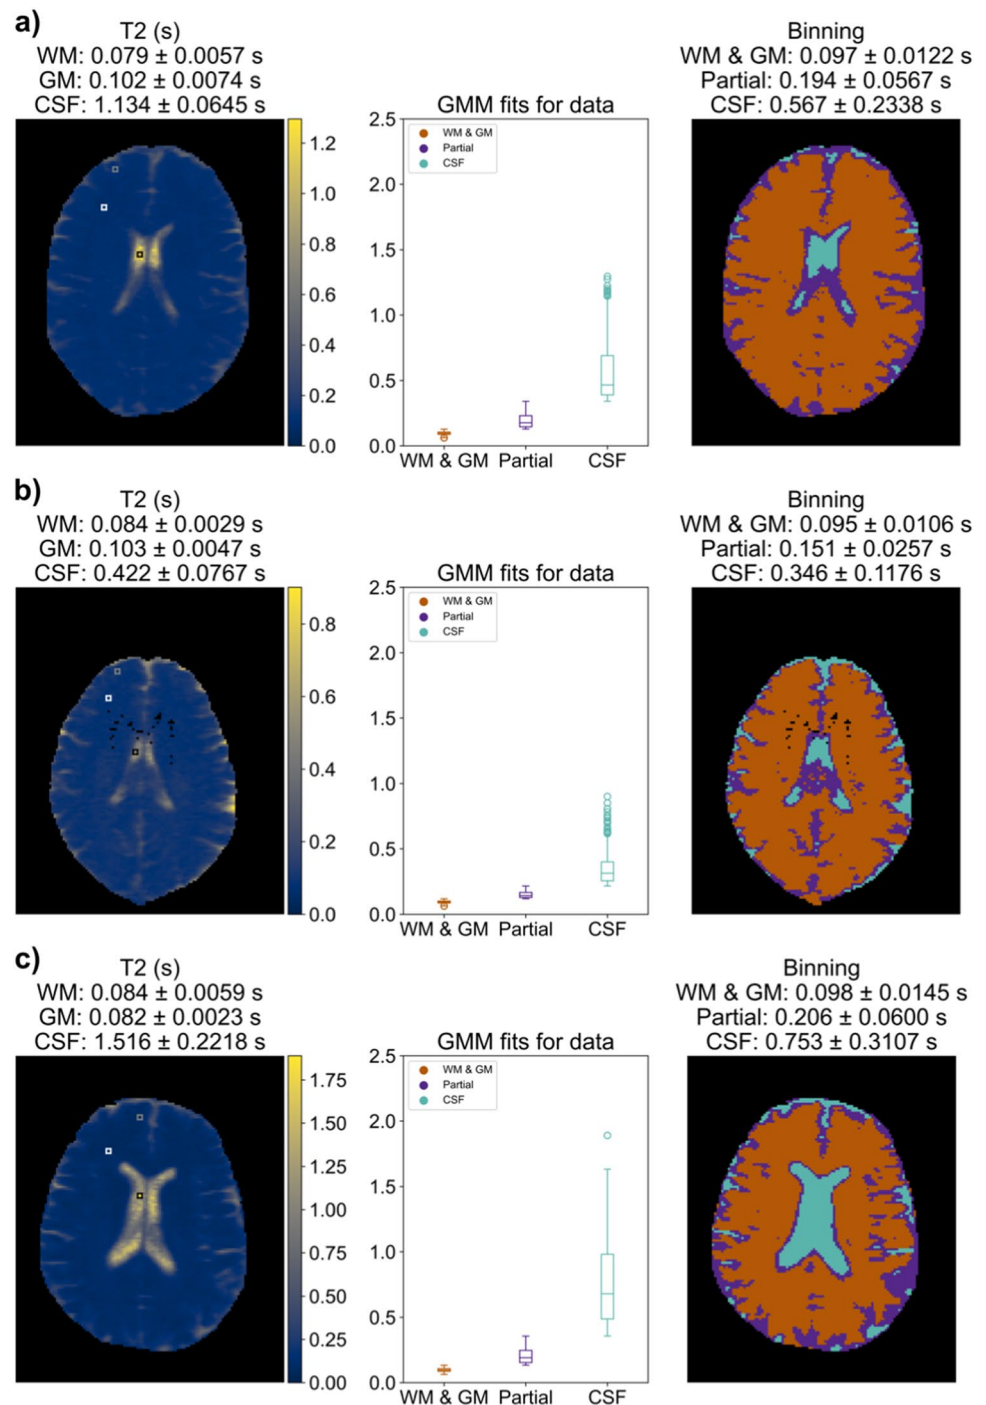 a)
T2 (s)
WM: 0.079 ± 0.0057 s
GM: 0.102 ± 0.0074 s
CSF: 1.134 ± 0.0645 s
1.2
1.0
0.8
0.6
0.4
0.2
0.0
GMM fits for data
2.5
2.0
1.5
1.0
0.5
0.0
WM & GM
Partial
CSF
WM & GM Partial CSF
Binning
WM & GM: 0.097 ± 0.0122 s
Partial: 0.194 ± 0.0567 s
CSF: 0.567 ± 0.2338 s
b)
T2 (s)
WM: 0.084 ± 0.0029 s
GM: 0.103 ± 0.0047 s
CSF: 0.422 ± 0.0767 s
0.8
0.6
0.4
0.2
0.0
GMM fits for data
2.5
2.0
1.5
1.0
0.5
0.0
WM & GM
Partial
CSF
WM & GM Partial CSF
Binning
WM & GM: 0.095 ± 0.0106 s
Partial: 0.151 ± 0.0257 s
CSF: 0.346 ± 0.1176 s
c)
T2 (s)
WM: 0.084 ± 0.0059 s
GM: 0.082 ± 0.0023 s
CSF: 1.516 ± 0.2218 s
1.75
1.50
1.25
1.00
0.75
0.50
0.25
0.00
GMM fits for data
2.5
2.0
1.5
1.0
0.5
0.0
WM & GM
Partial
CSF
WM & GM Partial CSF
Binning
WM & GM: 0.098 ± 0.0145 s
Partial: 0.206 ± 0.0600 s
CSF: 0.753 ± 0.3107 s